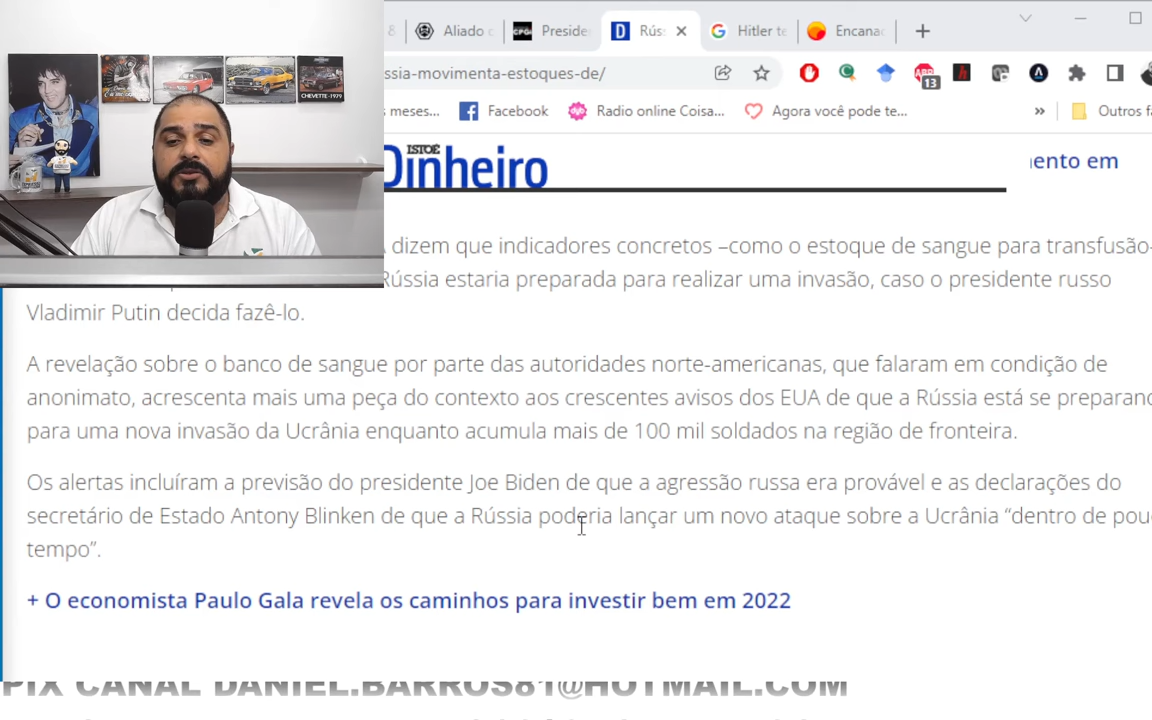 Aliado
Preside
Rús
Hitler te
Encana
ssia-movimenta-estoques-de/
13
meses...
Facebook
Radio online Coisa...
Agora você pode te...
»
Outros f
CHEVETTE-1979
ISTOÉ
Dinheiro
ento em
dizem que indicadores concretos –como o estoque de sangue para transfusão–
Rússia estaria preparada para realizar uma invasão, caso o presidente russo
Vladimir Putin decida fazê-lo.
A revelação sobre o banco de sangue por parte das autoridades norte-americanas, que falaram em condição de
anonimato, acrescenta mais uma peça do contexto aos crescentes avisos dos EUA de que a Rússia está se preparand
para uma nova invasão da Ucrânia enquanto acumula mais de 100 mil soldados na região de fronteira.
Os alertas incluíram a previsão do presidente Joe Biden de que a agressão russa era provável e as declarações do
secretário de Estado Antony Blinken de que a Rússia poderia lançar um novo ataque sobre a Ucrânia “dentro de pou
tempo”.
+ O economista Paulo Gala revela os caminhos para investir bem em 2022
PIX CANAL DANIEL.BARROS81@HOTMAIL.COM